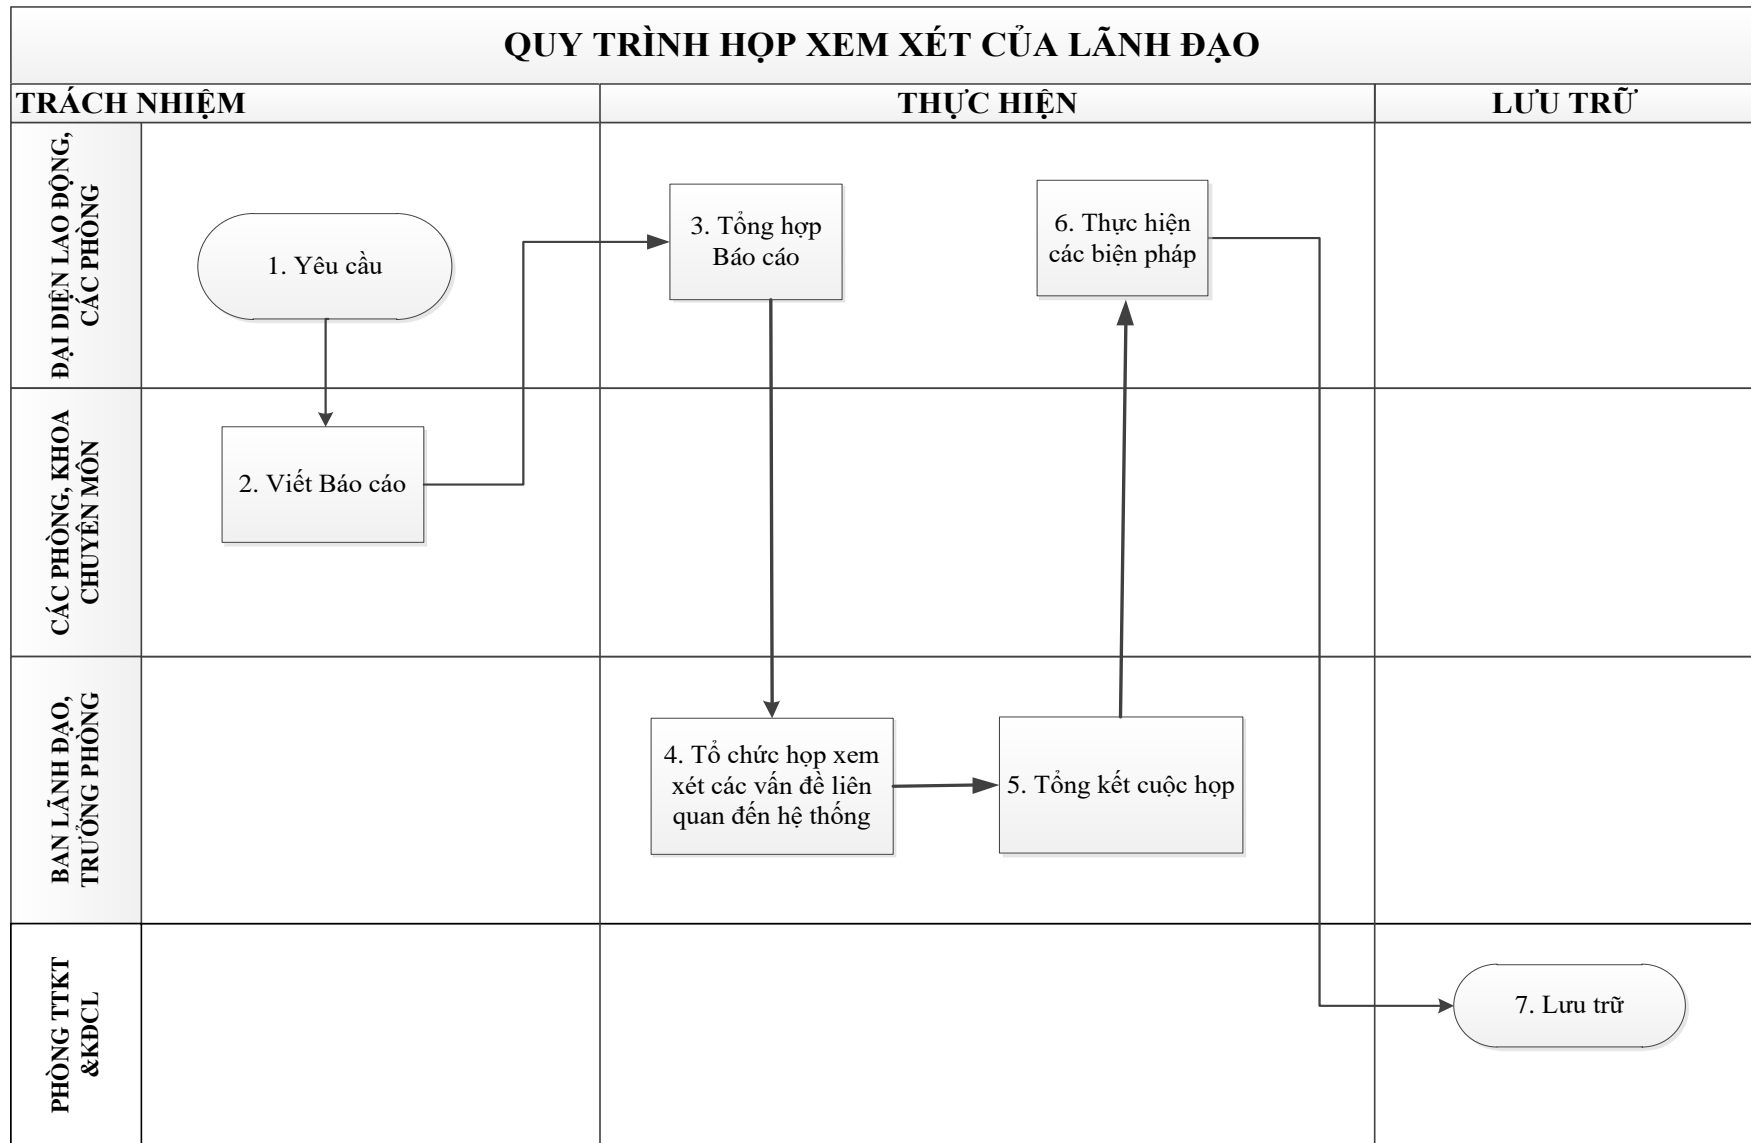 QUY TRÌNH HỌP XEM XÉT CỦA LÃNH ĐẠO
TRÁCH NHIỆM
THỰC HIỆN
LƯU TRỮ
ĐẠI DIỆN LAO ĐỘNG,
CÁC PHÒNG
1. Yêu cầu
3. Tổng hợp
Báo cáo
6. Thực hiện
các biện pháp
CÁC PHÒNG, KHOA
CHUYÊN MÔN
2. Viết Báo cáo
BAN LÃNH ĐẠO,
TRƯỞNG PHÒNG
4. Tổ chức họp xem
xét các vấn đề liên
quan đến hệ thống
5. Tổng kết cuộc họp
PHÒNG TTKT
&KĐCL
7. Lưu trữ